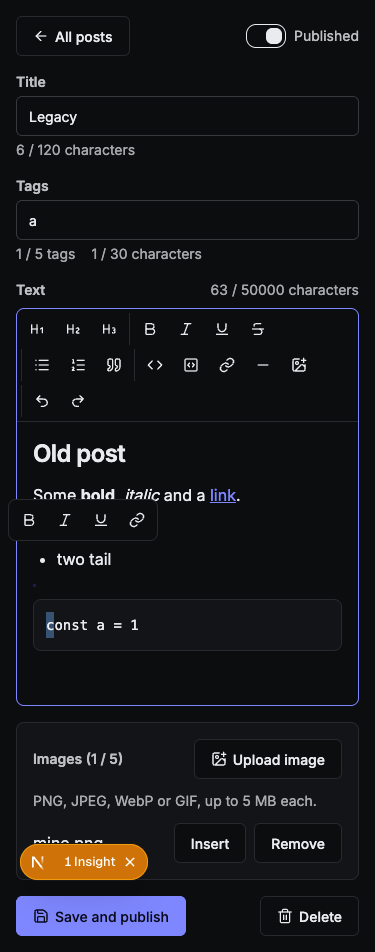 All posts
Published
Title
Legacy
6 / 120 characters
Tags
a
1 / 5 tags 1 / 30 characters
Text 63 / 50000 characters
H1 H2 H3 B I U S
Old post
Some bold, italic and a link.
B I U
two tail
const a = 1
Images (1 / 5) Upload image
PNG, JPEG, WebP or GIF, up to 5 MB each.
Insert Remove
N 1 Insight
Save and publish Delete